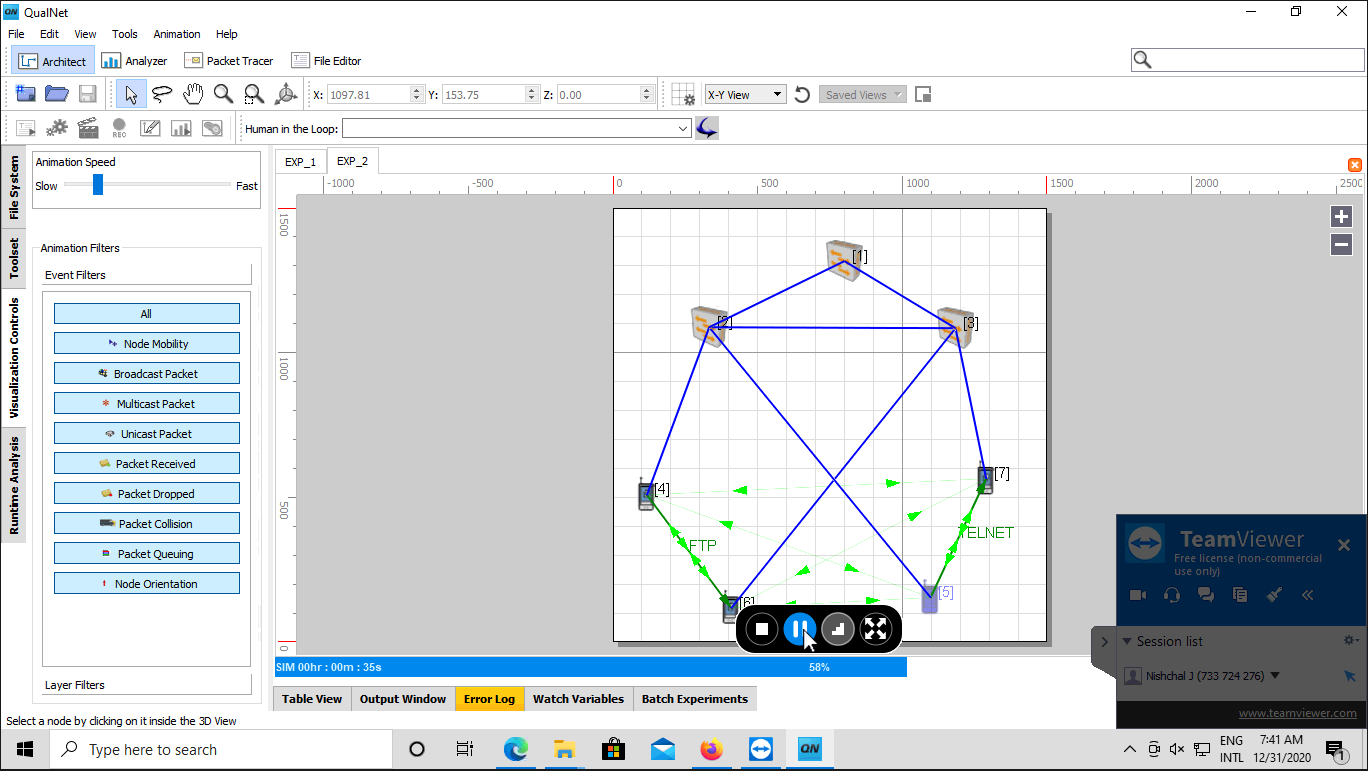 QN QualNet
File Edit View Tools Animation Help
Architect Analyzer Packet Tracer File Editor
X: 1097.81 Y: 153.75 Z: 0.00 X-Y View Saved Views
REC Human in the Loop:
File System
Toolset
Visualization Controls
Runtime Analysis
Animation Speed
Slow Fast
Animation Filters
Event Filters
All
Node Mobility
Broadcast Packet
Multicast Packet
Unicast Packet
Packet Received
Packet Dropped
Packet Collision
Packet Queuing
Node Orientation
Layer Filters
EXP_1 EXP_2
-1000 -500 0 500 1000 1500 2000 2500
1500
1000
500
0
[1]
[2] [3]
[4] [7]
FTP TELNET
[6] [5]
SIM 00hr : 00m : 35s 58%
Table View Output Window Error Log Watch Variables Batch Experiments
Select a node by clicking on it inside the 3D View
TeamViewer
Free license (non-commercial
use only)
Session list
Nishchal J (733 724 276)
www.teamviewer.com
Type here to search
QN
ENG
INTL
7:41 AM
12/31/2020
1